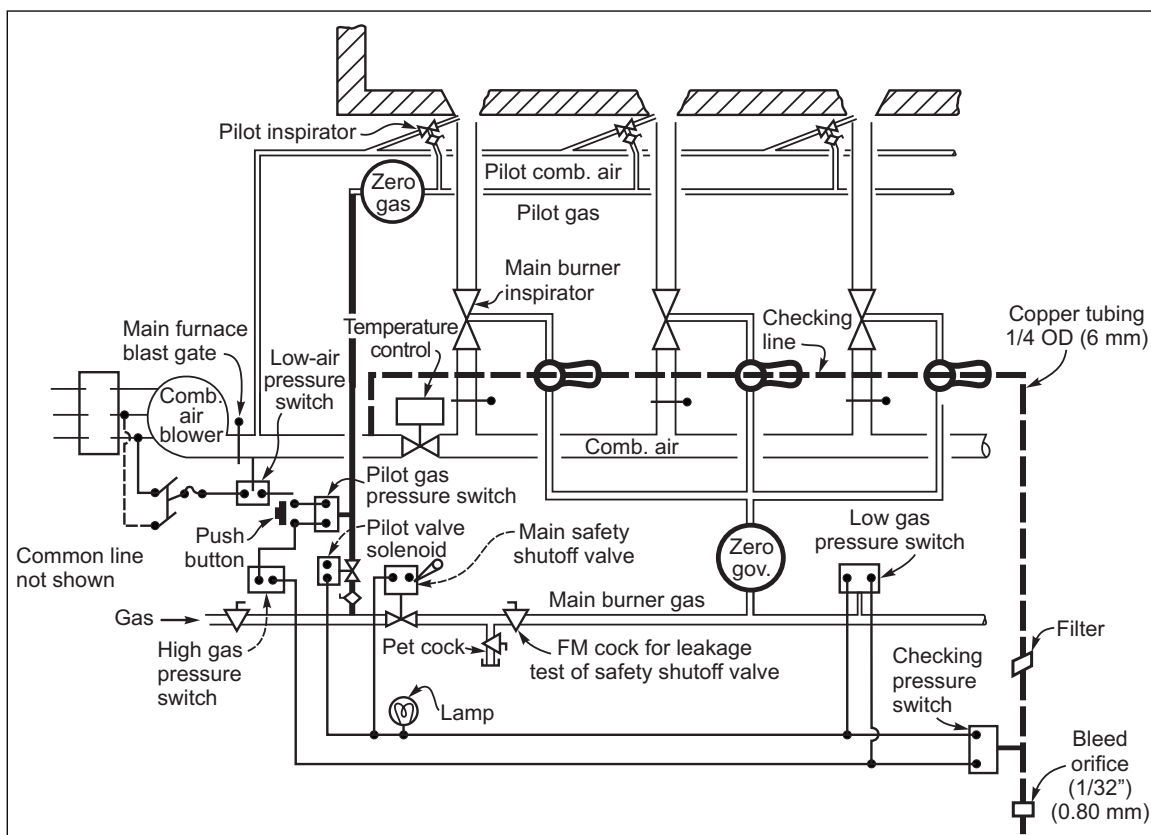 Pilot inspirator
Zero
gas
Pilot comb. air
Pilot gas
Main burner
inspirator
Temperature
control
Checking
line
Copper tubing
1/4 OD (6 mm)
Main furnace
blast gate
Low-air
pressure
switch
Comb.
air
blower
Comb. air
Pilot gas
pressure switch
Push
button
Pilot valve
solenoid
Main safety
shutoff valve
Low gas
pressure switch
Common line
not shown
Zero
gov.
Gas
Main burner gas
High gas
pressure
switch
Pet cock
FM cock for leakage
test of safety shutoff valve
Filter
Checking
pressure
switch
Lamp
Bleed
orifice
(1/32”)
(0.80 mm)